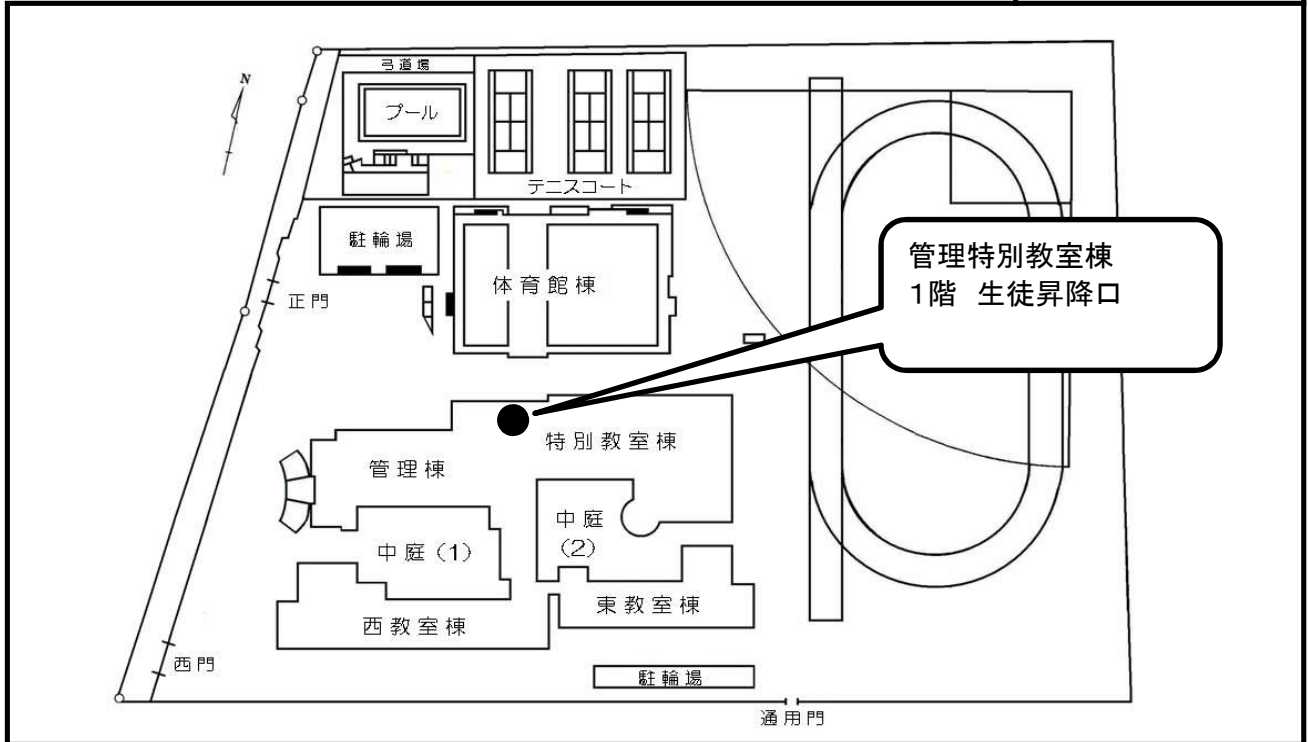 弓道場
N
プール
テニスコート
駐輪場
体育館棟
管理特別教室棟
1階　生徒昇降口
正門
特別教室棟
管理棟
中庭
(2)
中庭(1)
東教室棟
西教室棟
西門
駐輪場
通用門